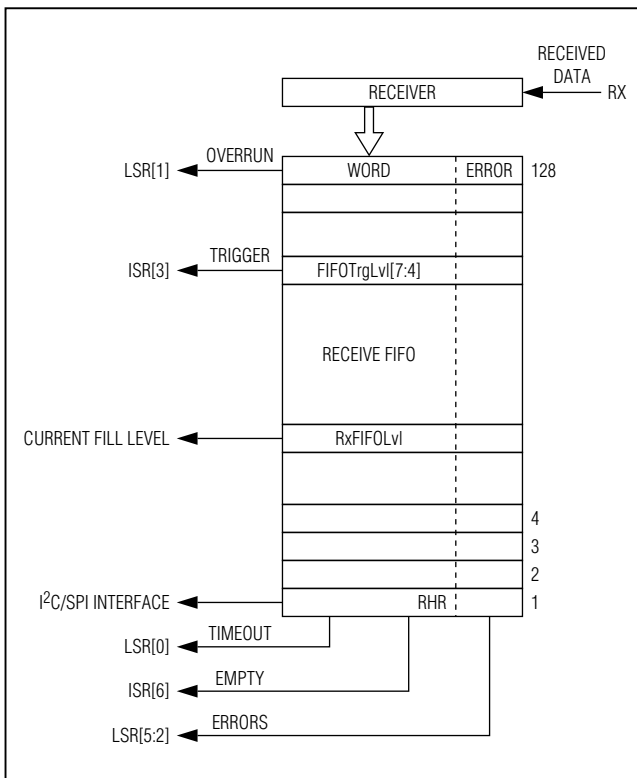 RECEIVED
DATA
RECEIVER
RX
OVERRUN
LSR[1]
WORD
ERROR
128
TRIGGER
ISR[3]
FIFOTrgLvl[7:4]
RECEIVE FIFO
CURRENT FILL LEVEL
RxFIFOLvl
4
3
2
I²C/SPI INTERFACE
RHR
1
TIMEOUT
LSR[0]
EMPTY
ISR[6]
ERRORS
LSR[5:2]